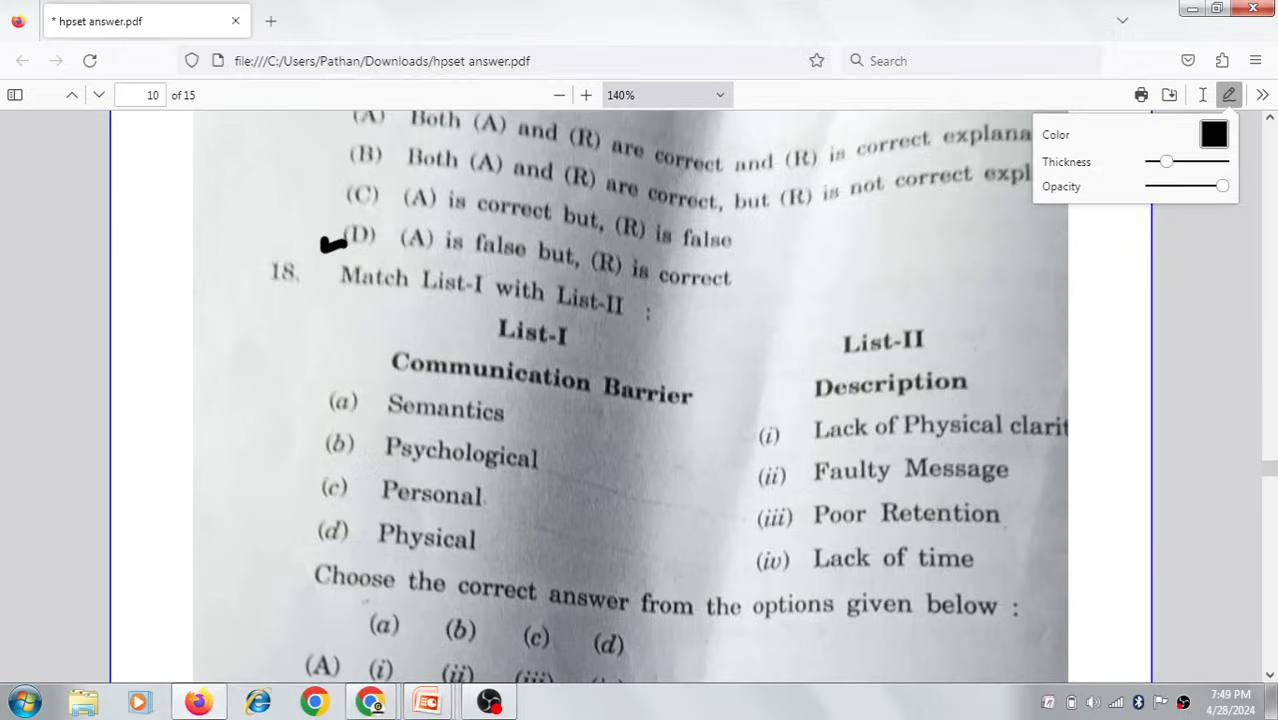 * hpset answer.pdf
file:///C:/Users/Pathan/Downloads/hpset answer.pdf
Search
10 of 15
140%
Color
Thickness
Opacity
(A) Both (A) and (R) are correct and (R) is correct explana
(B) Both (A) and (R) are correct, but (R) is not correct expl
(C) (A) is correct but, (R) is false
(D) (A) is false but, (R) is correct
18. Match List-I with List-II :
List-I List-II
Communication Barrier Description
(a) Semantics (i) Lack of Physical clarit
(b) Psychological (ii) Faulty Message
(c) Personal (iii) Poor Retention
(d) Physical (iv) Lack of time
Choose the correct answer from the options given below :
(a) (b) (c) (d)
(A) (i) (ii) (iii)
7:49 PM
4/28/2024